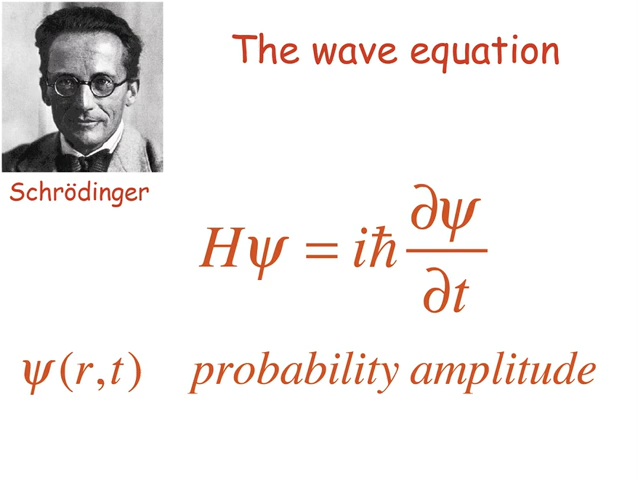 The wave equation
Schrödinger
Hψ = iħ ∂ψ/∂t
ψ(r,t) probability amplitude